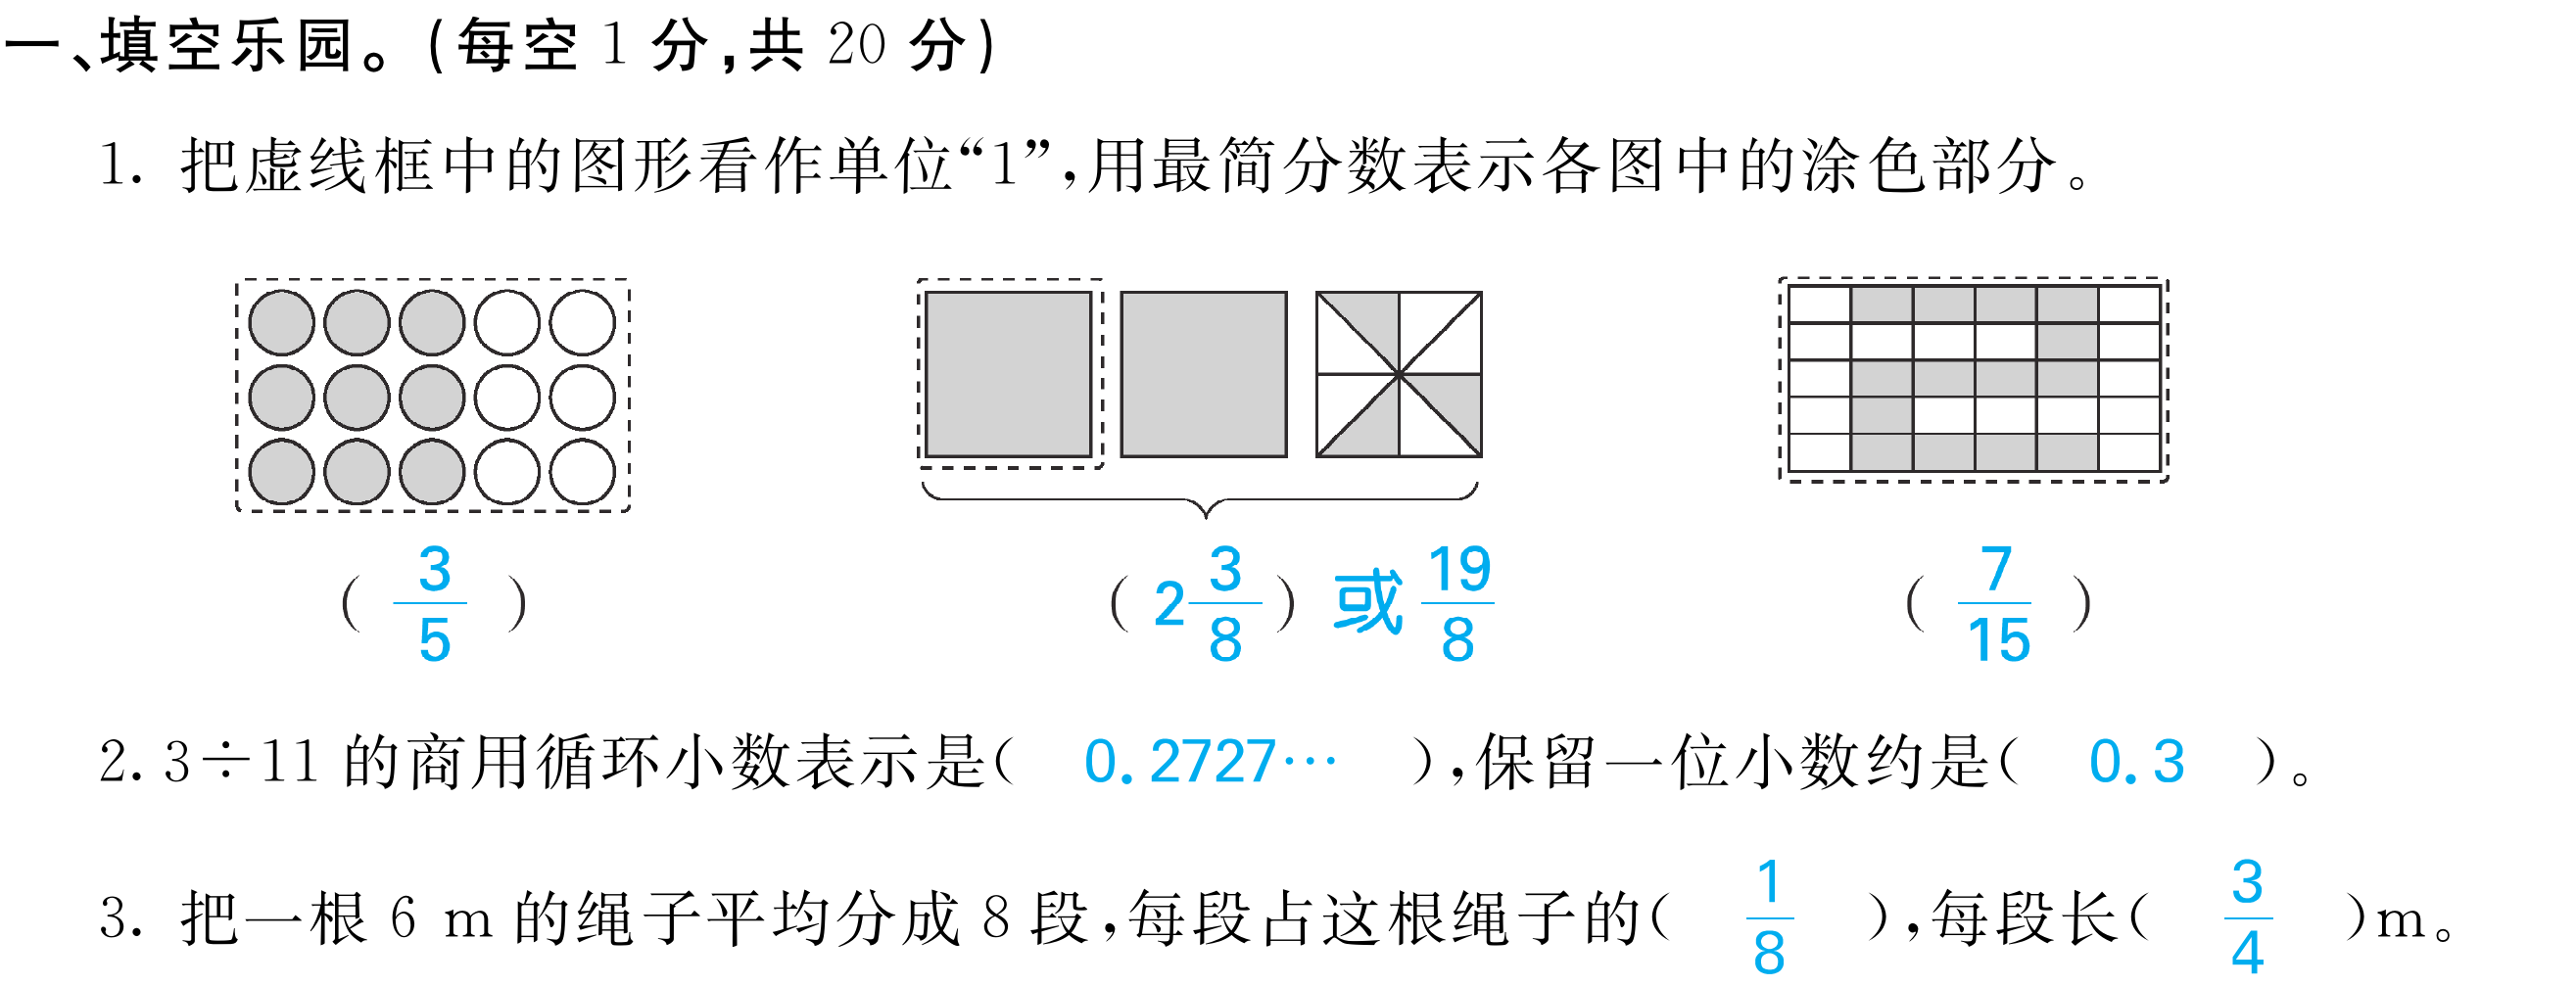 一、填空乐园。(每空 1 分,共 20 分)
1. 把虚线框中的图形看作单位“1”,用最简分数表示各图中的涂色部分。
( 3/5 ) ( 2 3/8 ) 或 19/8 ( 7/15 )
2. 3÷11 的商用循环小数表示是( 0.2727… ),保留一位小数约是( 0.3 )。
3. 把一根 6 m 的绳子平均分成 8 段,每段占这根绳子的( 1/8 ),每段长( 3/4 )m。